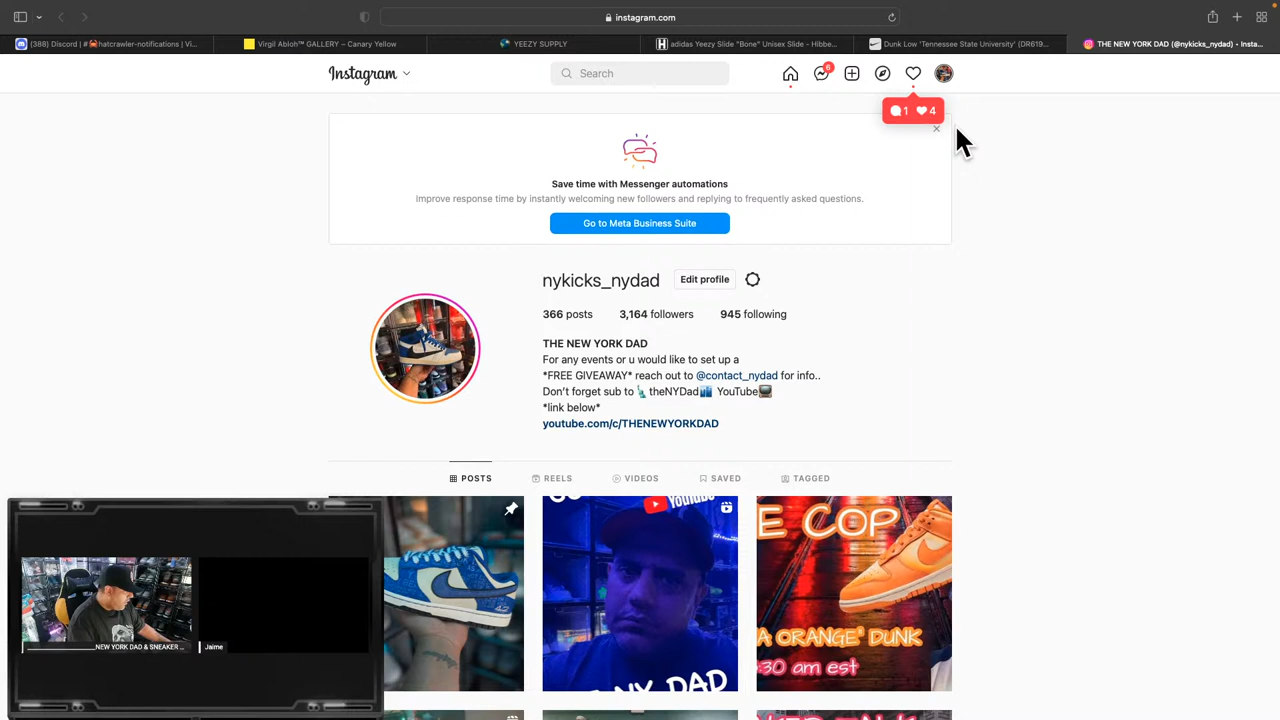 instagram.com
(388) Discord | #🦀hatcrawler-notifications | Vi...
Virgil Abloh™ GALLERY – Canary Yellow
YEEZY SUPPLY
adidas Yeezy Slide "Bone" Unisex Slide - Hibbe...
Dunk Low 'Tennessee State University' (DR619...
THE NEW YORK DAD (@nykicks_nydad) • Insta...
Instagram
Search
6
1 4
Save time with Messenger automations
Improve response time by instantly welcoming new followers and replying to frequently asked questions.
Go to Meta Business Suite
nykicks_nydad Edit profile
366 posts 3,164 followers 945 following
THE NEW YORK DAD
For any events or u would like to set up a
*FREE GIVEAWAY* reach out to @contact_nydad for info..
Don't forget sub to 🗽theNYDad🏙️ YouTube📺
*link below*
youtube.com/c/THENEWYORKDAD
POSTS REELS VIDEOS SAVED TAGGED
YouTube
NY DAD
E COP
A ORANGE" DUNK
:30 am est
NEW YORK DAD & SNEAKER ...
Jaime